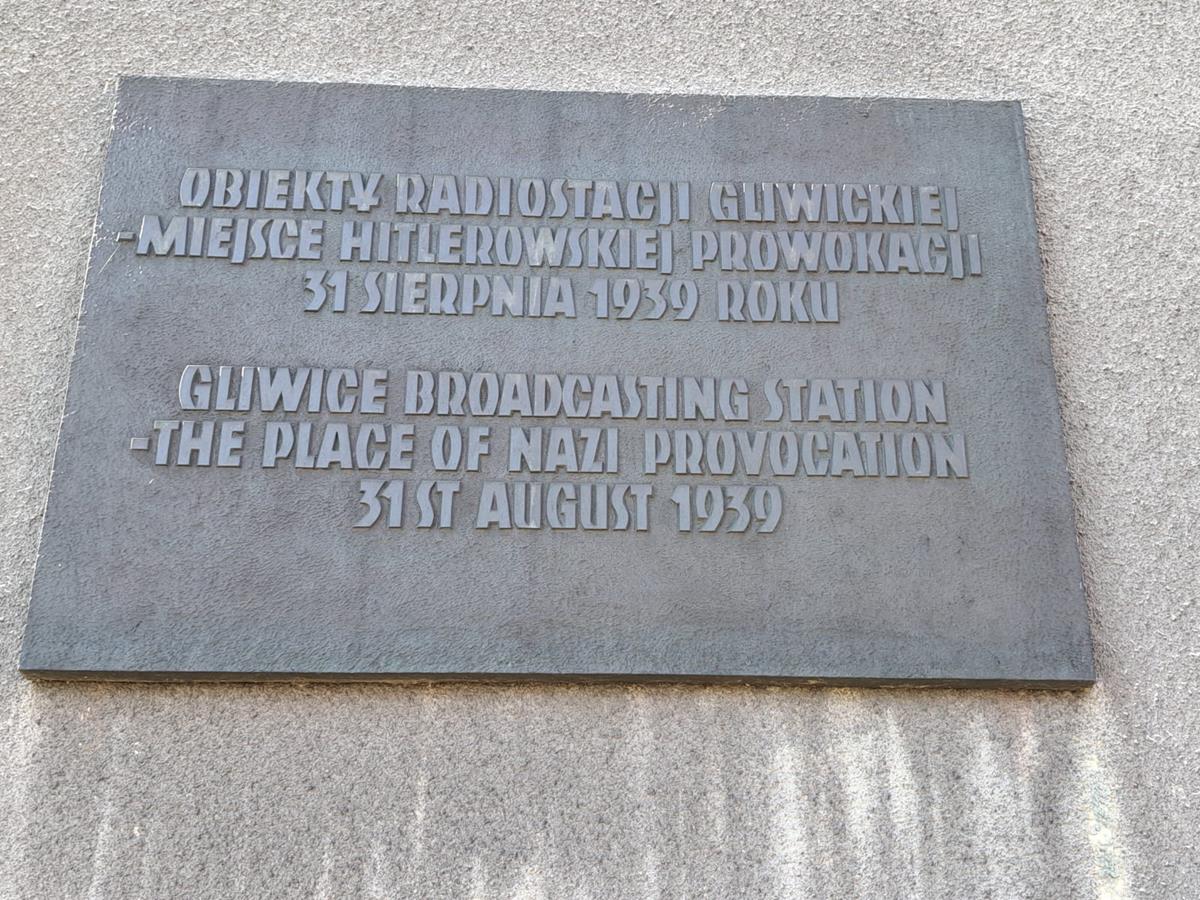 OBIEKTY RADIOSTACJI GLIWICKIEJ
-MIEJSCE HITLEROWSKIEJ PROWOKACJI
31 SIERPNIA 1939 ROKU
GLIWICE BROADCASTING STATION
-THE PLACE OF NAZI PROVOCATION
31 ST AUGUST 1939